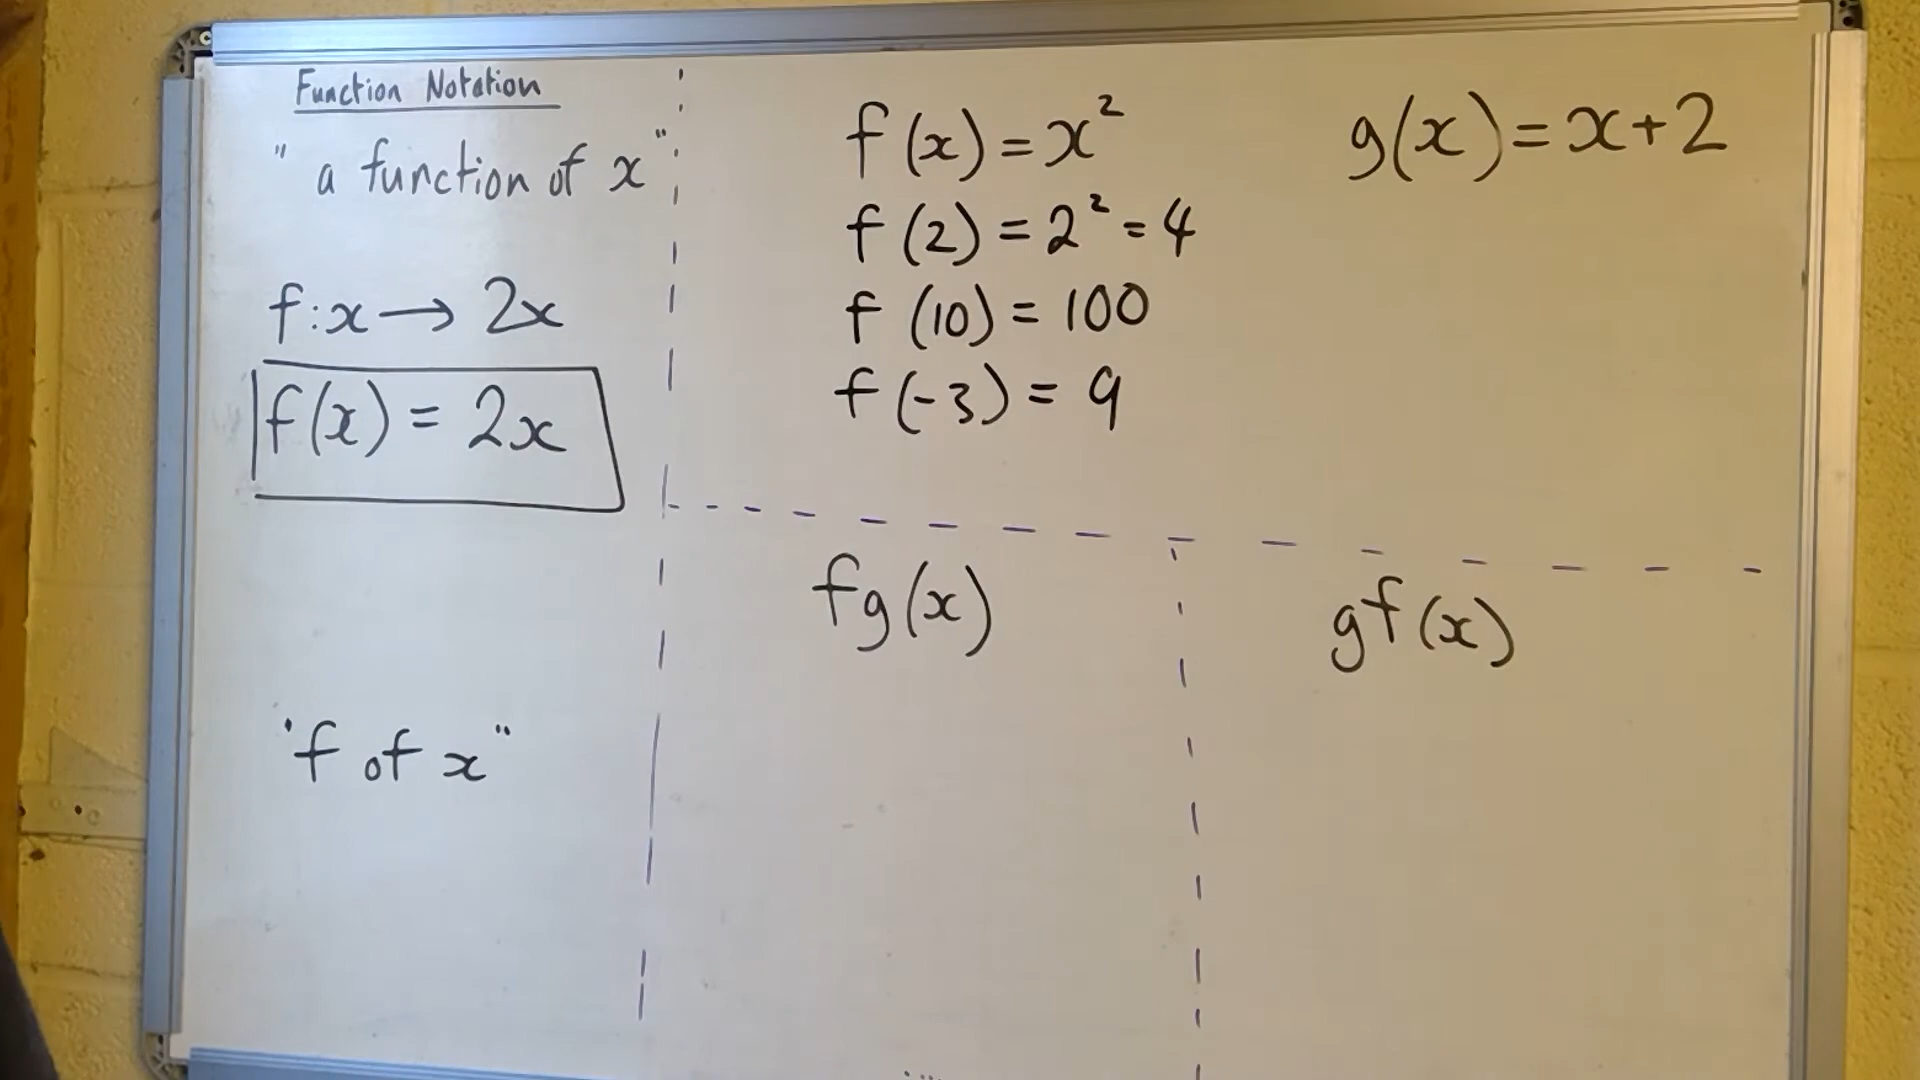 Function Notation
"a function of x"
f:x → 2x
f(x) = 2x
"f of x"
f(x) = x²
f(2) = 2² = 4
f(10) = 100
f(-3) = 9
g(x) = x+2
fg(x)
gf(x)